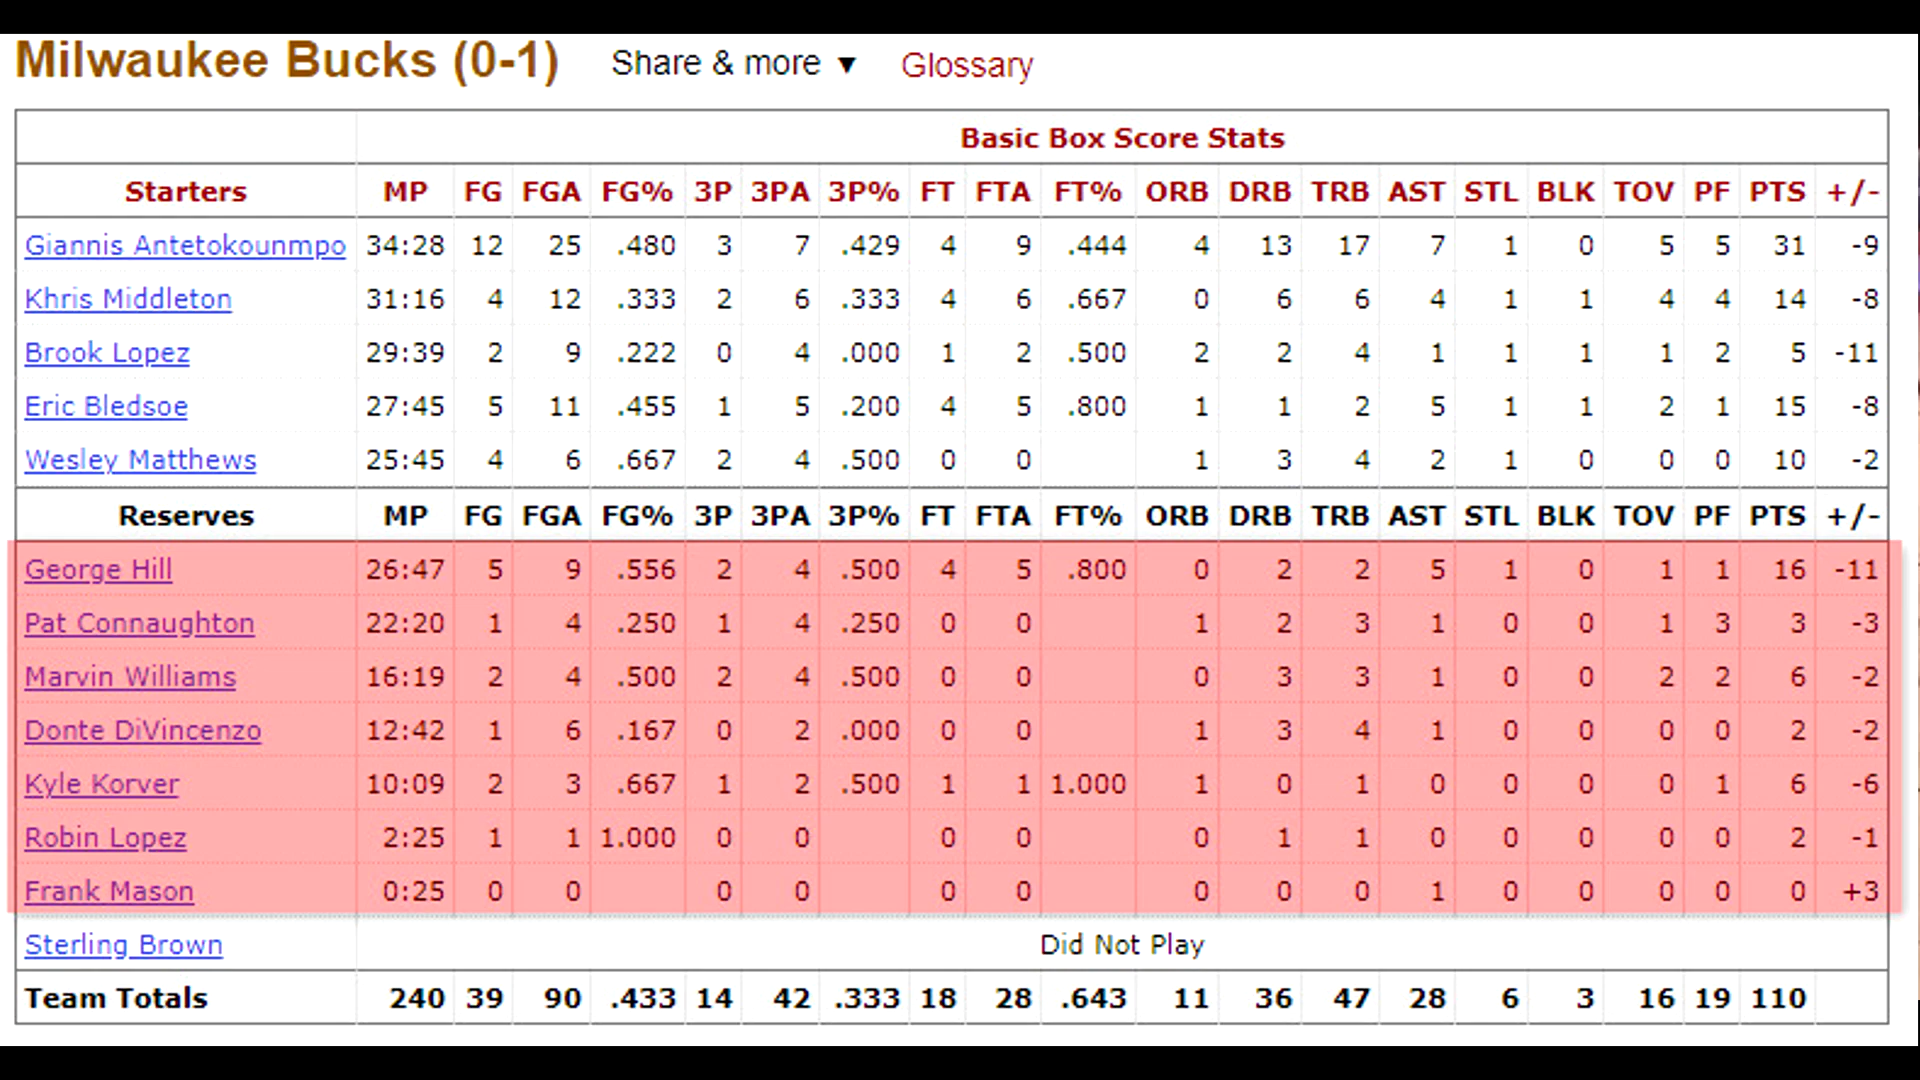 Milwaukee Bucks (0-1) Share & more ▼ Glossary
Basic Box Score Stats
Starters MP FG FGA FG% 3P 3PA 3P% FT FTA FT% ORB DRB TRB AST STL BLK TOV PF PTS +/-
Giannis Antetokounmpo 34:28 12 25 .480 3 7 .429 4 9 .444 4 13 17 7 1 0 5 5 31 -9
Khris Middleton 31:16 4 12 .333 2 6 .333 4 6 .667 0 6 6 4 1 1 4 4 14 -8
Brook Lopez 29:39 2 9 .222 0 4 .000 1 2 .500 2 2 4 1 1 1 1 2 5 -11
Eric Bledsoe 27:45 5 11 .455 1 5 .200 4 5 .800 1 1 2 5 1 1 2 1 15 -8
Wesley Matthews 25:45 4 6 .667 2 4 .500 0 0 1 3 4 2 1 0 0 0 10 -2
Reserves MP FG FGA FG% 3P 3PA 3P% FT FTA FT% ORB DRB TRB AST STL BLK TOV PF PTS +/-
George Hill 26:47 5 9 .556 2 4 .500 4 5 .800 0 2 2 5 1 0 1 1 16 -11
Pat Connaughton 22:20 1 4 .250 1 4 .250 0 0 1 2 3 1 0 0 1 3 3 -3
Marvin Williams 16:19 2 4 .500 2 4 .500 0 0 0 3 3 1 0 0 2 2 6 -2
Donte DiVincenzo 12:42 1 6 .167 0 2 .000 0 0 1 3 4 1 0 0 0 0 2 -2
Kyle Korver 10:09 2 3 .667 1 2 .500 1 1 1.000 1 0 1 0 0 0 0 1 6 -6
Robin Lopez 2:25 1 1 1.000 0 0 0 0 0 1 1 0 0 0 0 0 2 -1
Frank Mason 0:25 0 0 0 0 0 0 0 0 0 1 0 0 0 0 0 +3
Sterling Brown Did Not Play
Team Totals 240 39 90 .433 14 42 .333 18 28 .643 11 36 47 28 6 3 16 19 110